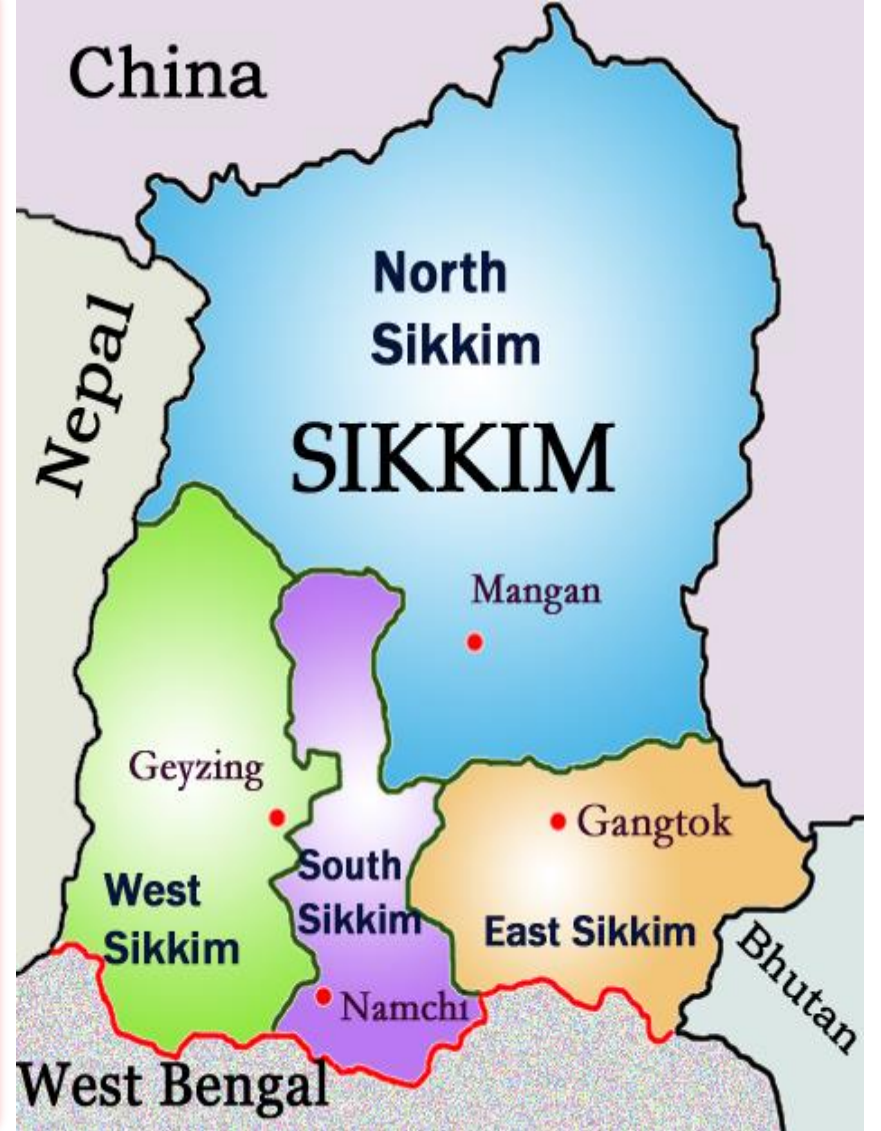 China
Nepal
North
Sikkim
SIKKIM
Mangan
Geyzing
Gangtok
South
Sikkim
West
Sikkim
East Sikkim
Bhutan
Namchi
West Bengal